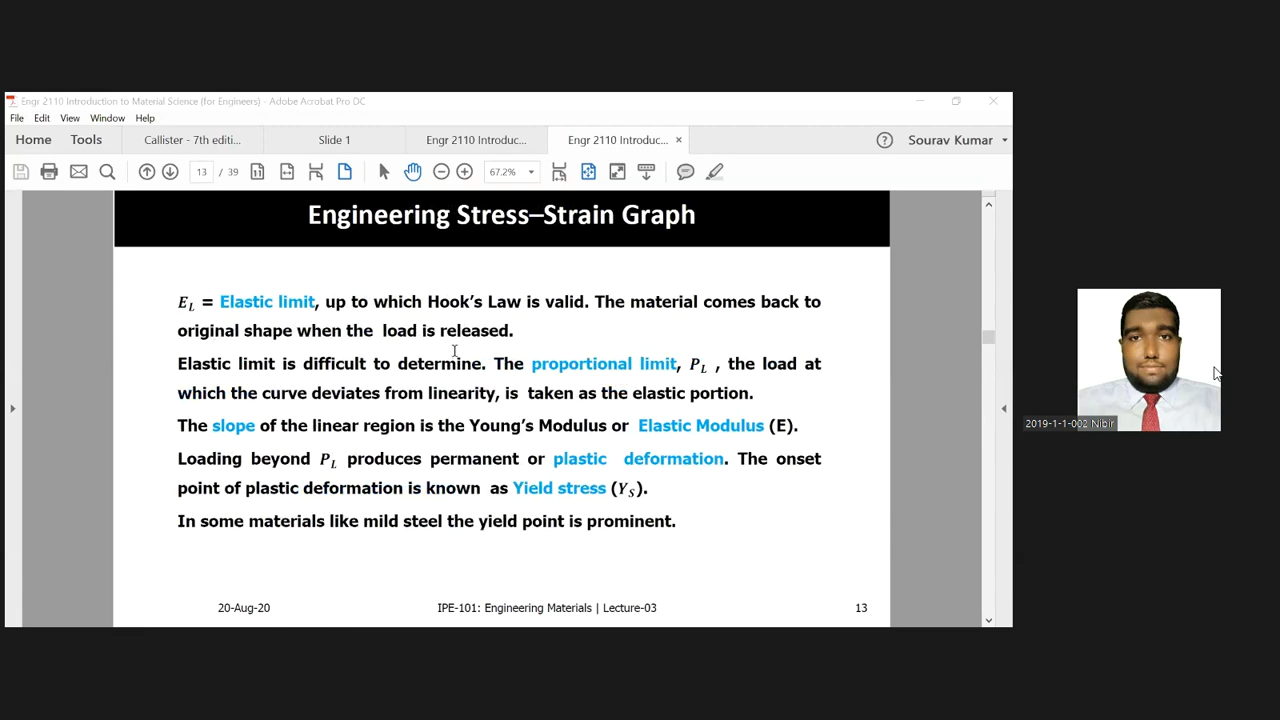 Engr 2110 Introduction to Material Science (for Engineers) - Adobe Acrobat Pro DC
File Edit View Window Help
Home Tools Callister - 7th editi... Slide 1 Engr 2110 Introduc... Engr 2110 Introduc... × Sourav Kumar
13 / 39 67.2%
Engineering Stress–Strain Graph
E_L = Elastic limit, up to which Hook’s Law is valid. The material comes back to
original shape when the load is released.
Elastic limit is difficult to determine. The proportional limit, P_L , the load at
which the curve deviates from linearity, is taken as the elastic portion.
The slope of the linear region is the Young’s Modulus or Elastic Modulus (E).
Loading beyond P_L produces permanent or plastic deformation. The onset
point of plastic deformation is known as Yield stress (Y_S).
In some materials like mild steel the yield point is prominent.
20-Aug-20 IPE-101: Engineering Materials | Lecture-03 13
2019-1-1-002 Nibir